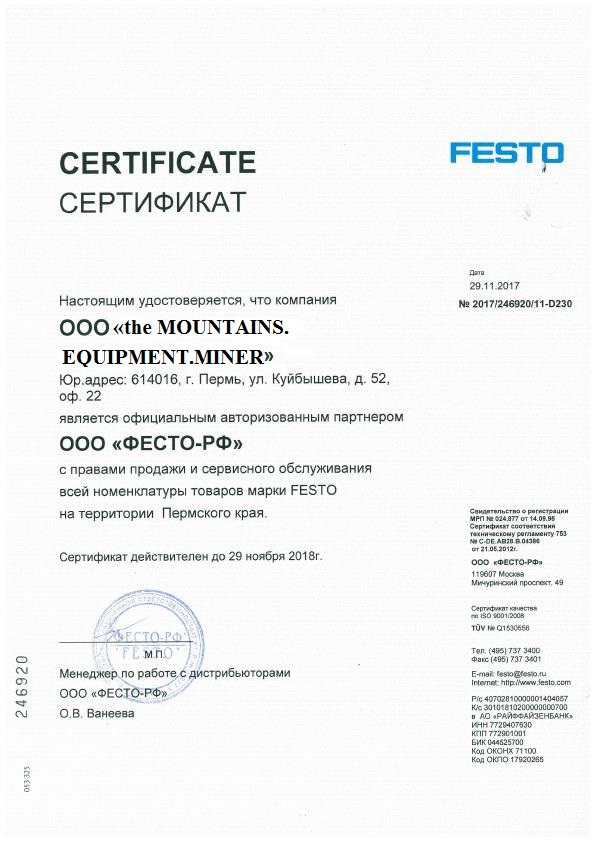 CERTIFICATE
СЕРТИФИКАТ
FESTO
Дата
29.11.2017
№ 2017/246920/11-D230
Настоящим удостоверяется, что компания
ООО «the MOUNTAINS.
EQUIPMENT.MINER»
Юр.адрес: 614016, г. Пермь, ул. Куйбышева, д. 52,
оф. 22
является официальным авторизованным партнером
ООО «ФЕСТО-РФ»
с правами продажи и сервисного обслуживания
всей номенклатуры товаров марки FESTO
на территории Пермского края.
Сертификат действителен до 29 ноября 2018г.
ФЕСТО-РФ
"FESTO"
М.П.
Менеджер по работе с дистрибьюторами
ООО «ФЕСТО-РФ»
О.В. Ванеева
Свидетельство о регистрации
МРП № 024.877 от 14.09.98
Сертификат соответствия
техническому регламенту 753
№ C-DE.АВ28.В.04386
от 21.05.2012г.
ООО «ФЕСТО-РФ»
119607 Москва
Мичуринский проспект, 49
Сертификат качества
по ISO 9001/2008
TÜV № Q1530556
Тел. (495) 737 3400
Факс (495) 737 3401
E-mail: festo@festo.ru
Internet: http://www.festo.com
Р/с 40702810000001404057
К/с 30101810200000000700
в АО «РАЙФФАЙЗЕНБАНК»
ИНН 7729407630
КПП 772901001
БИК 044525700
Код ОКОНХ 71100
Код ОКПО 17920265
246920
053 325